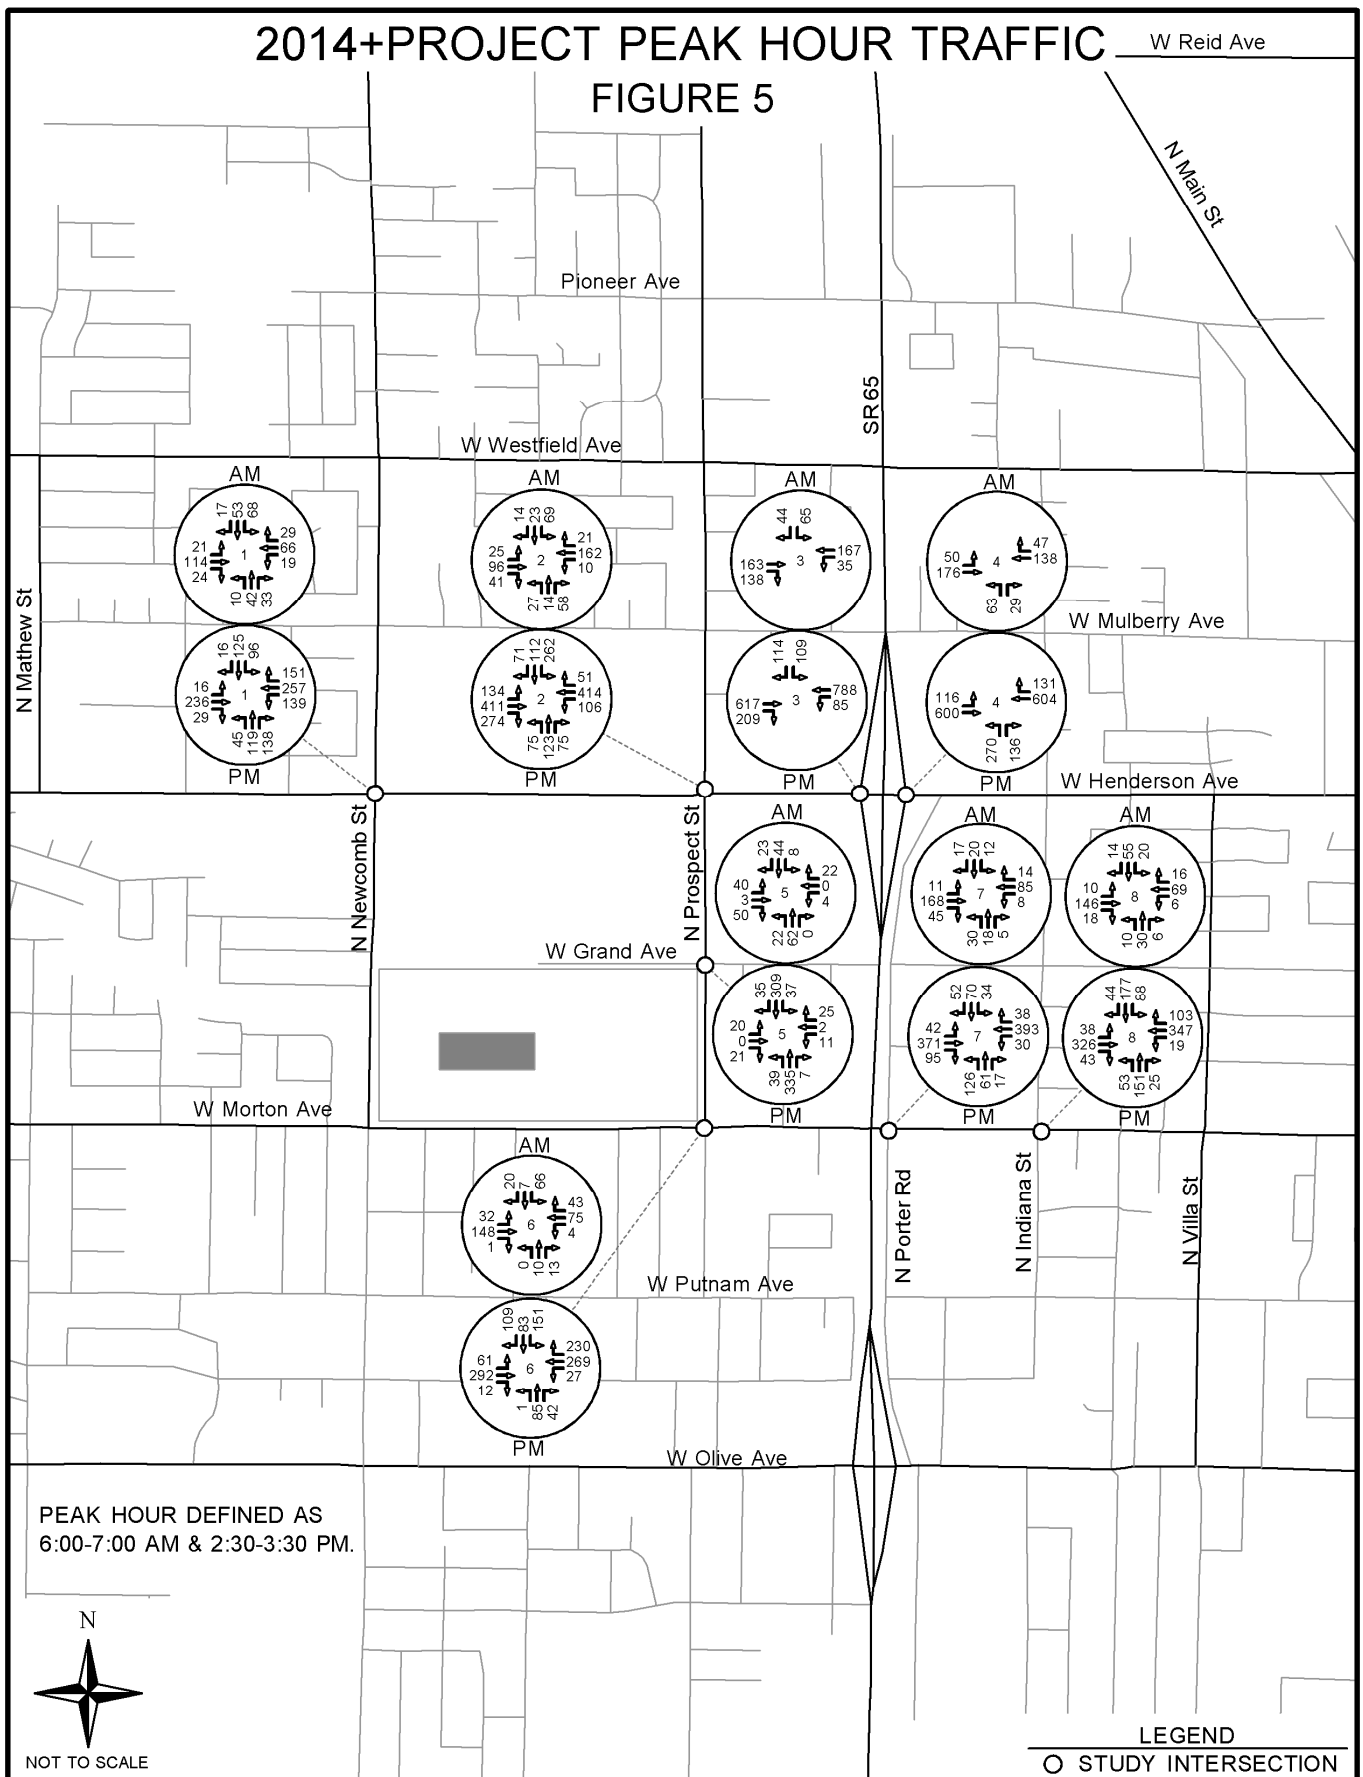 2014+PROJECT PEAK HOUR TRAFFIC
FIGURE 5
W Reid Ave
N Main St
Pioneer Ave
SR65
W Westfield Ave
N Mathew St
AM
17 53 68
21
114
24
1
29
66
19
10 42 33
16 125 96
16
236
29
1
151
257
139
45 119 138
PM
AM
14 23 69
25
96
41
2
21
162
10
27 14 58
71 112 262
134
411
274
2
51
414
106
75 123 75
PM
AM
44 65
163
138
3
167
35
114 109
617
209
3
788
85
PM
AM
50
176
4
47
138
63 29
116
600
4
131
604
270 136
PM
W Mulberry Ave
W Henderson Ave
N Newcomb St
N Prospect St
AM
23 44 8
40
3
50
5
22
0
4
22 62 0
35 309 37
20
0
21
5
25
2
11
39 335 7
PM
AM
17 20 12
11
168
45
7
14
85
8
30 18 5
52 70 34
42
371
95
7
38
393
30
126 61 17
PM
AM
14 55 20
10
146
18
8
16
69
6
10 30 6
44 177 88
38
326
43
8
103
347
19
53 151 25
PM
W Grand Ave
W Morton Ave
AM
20 7 66
32
148
1
6
43
75
4
0 10 13
109 83 151
61
292
12
6
230
269
27
1 85 42
PM
N Porter Rd
N Indiana St
N Villa St
W Putnam Ave
W Olive Ave
PEAK HOUR DEFINED AS
6:00-7:00 AM & 2:30-3:30 PM.
N
NOT TO SCALE
LEGEND
STUDY INTERSECTION